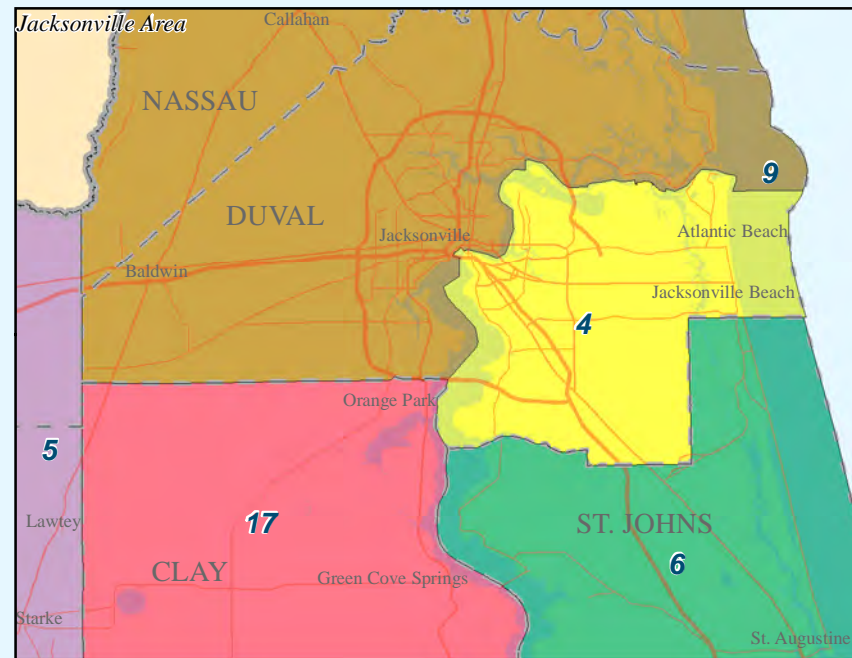 Jacksonville Area
Callahan
NASSAU
9
DUVAL
Jacksonville
Atlantic Beach
Baldwin
Jacksonville Beach
4
Orange Park
5
Lawtey
17
ST. JOHNS
CLAY
6
Green Cove Springs
Starke
St. Augustine